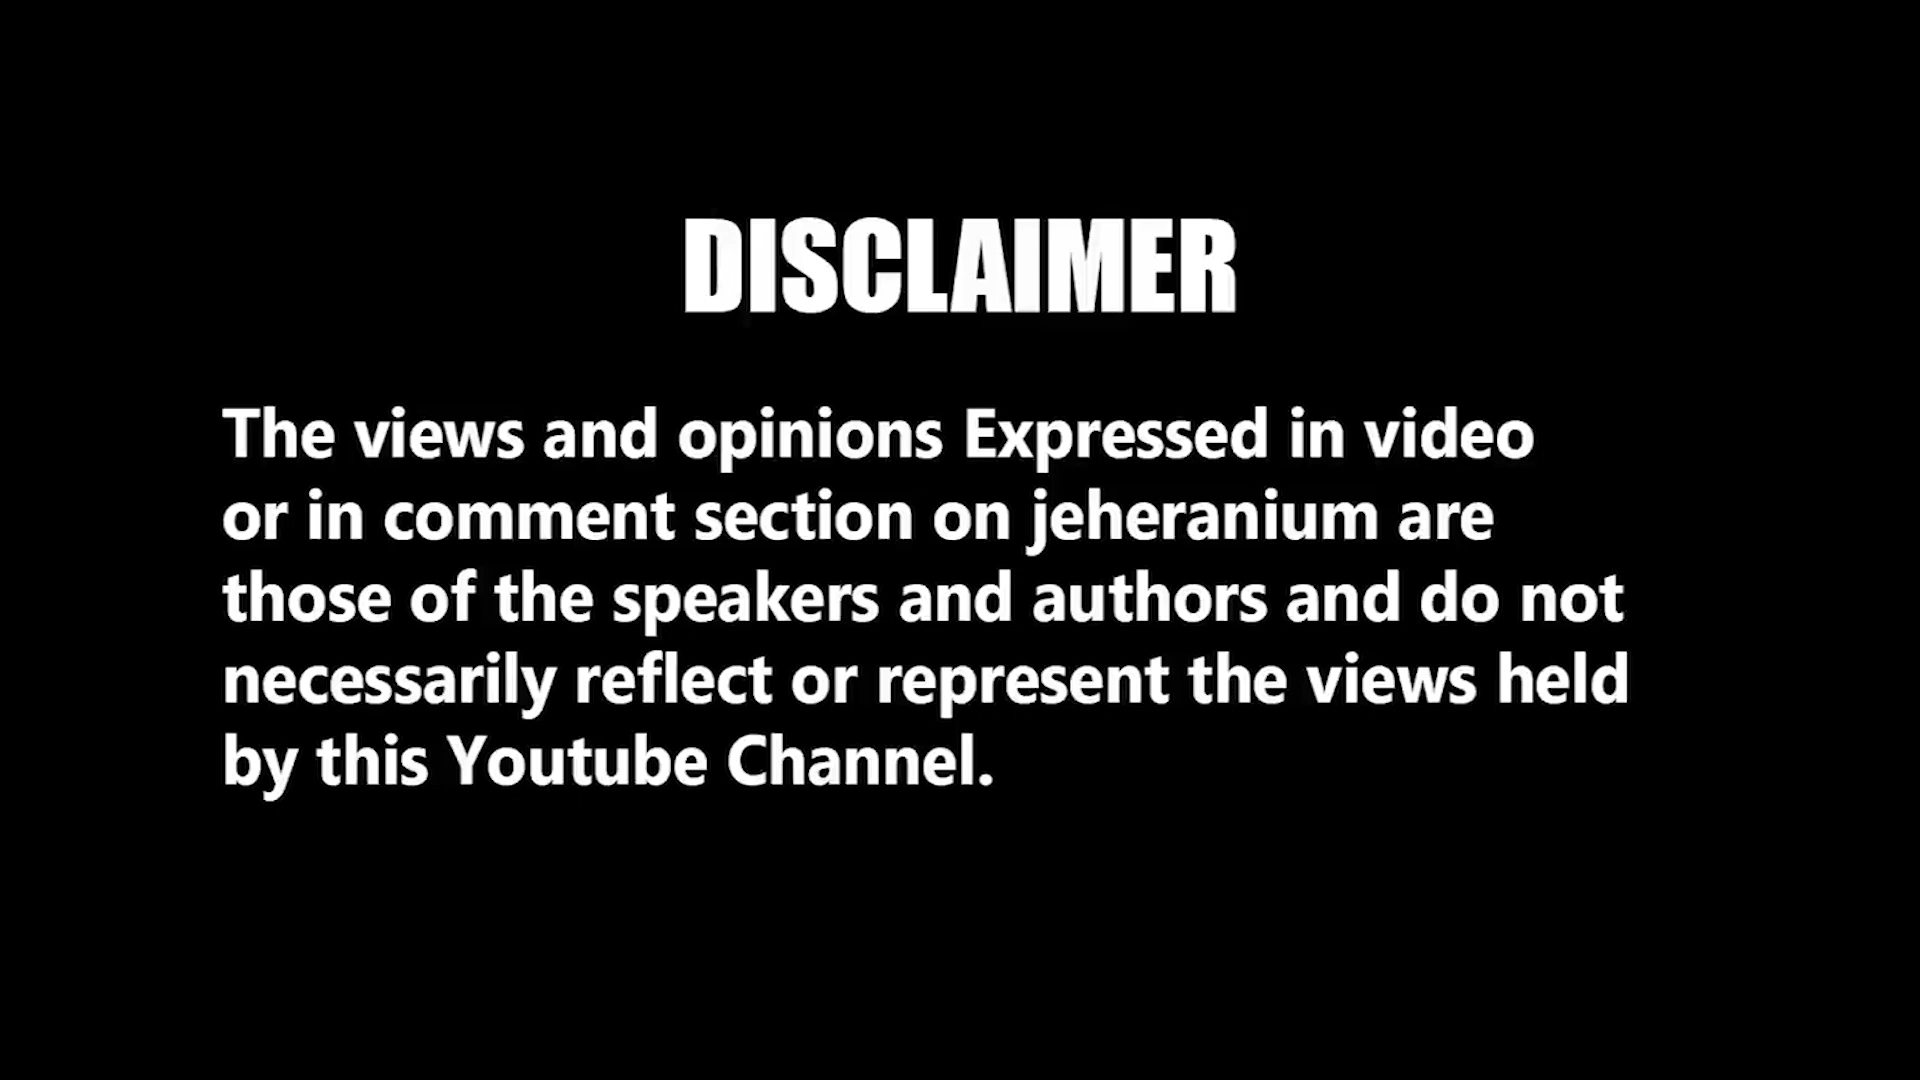 DISCLAIMER
The views and opinions Expressed in video
or in comment section on jeheranium are
those of the speakers and authors and do not
necessarily reflect or represent the views held
by this Youtube Channel.